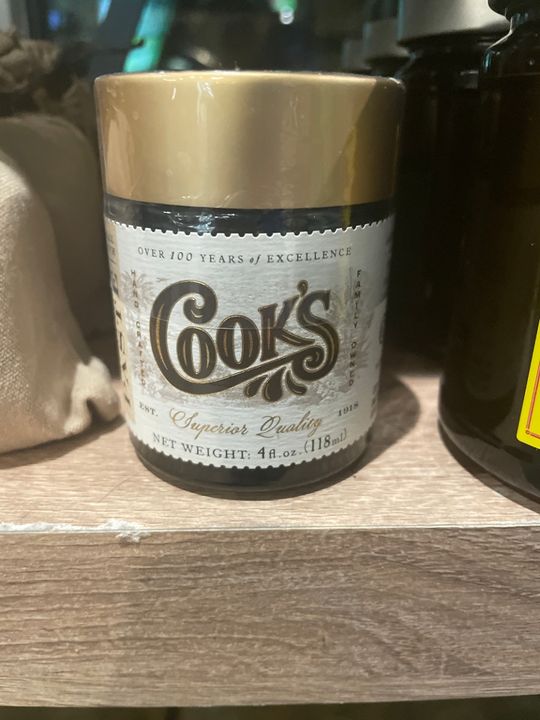 OVER 100 YEARS of EXCELLENCE
HAND CRAFTED
COOK'S
FAMILY OWNED
EST.
Superior Quality
1918
NET WEIGHT: 4 fl.oz.(118ml)